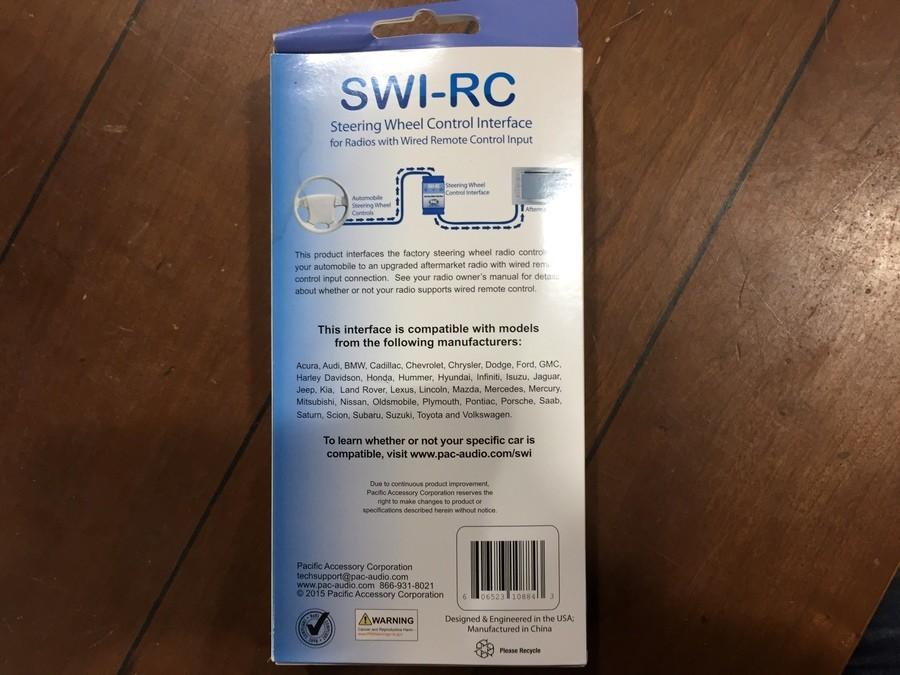 SWI-RC
Steering Wheel Control Interface
for Radios with Wired Remote Control Input
Automobile
Steering Wheel
Controls
Steering Wheel
Control Interface
This product interfaces the factory steering wheel radio
your automobile to an upgraded aftermarket radio with wired
control input connection. See your radio owner's manual for
about whether or not your radio supports wired remote control.
This interface is compatible with models
from the following manufacturers:
Acura, Audi, BMW, Cadillac, Chevrolet, Chrysler, Dodge, Ford, GMC,
Harley Davidson, Honda, Hummer, Hyundai, Infiniti, Isuzu, Jaguar,
Jeep, Kia, Land Rover, Lexus, Lincoln, Mazda, Mercedes, Mercury,
Mitsubishi, Nissan, Oldsmobile, Plymouth, Pontiac, Porsche, Saab,
Saturn, Scion, Subaru, Suzuki, Toyota and Volkswagen.
To learn whether or not your specific car is
compatible, visit www.pac-audio.com/swi
Due to continuous product improvement,
Pacific Accessory Corporation reserves the
right to make changes to product or
specifications described herein without notice.
Pacific Accessory Corporation
techsupport@pac-audio.com
www.pac-audio.com 866-931-8021
© 2015 Pacific Accessory Corporation
WARNING
Cancer and Reproductive Harm
6 06523 10884 3
Designed & Engineered in the USA;
Manufactured in China
Please Recycle